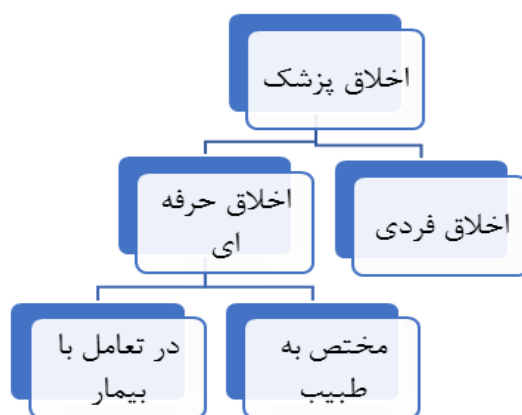 اخلاق پزشک
اخلاق فردی
اخلاق حرفه
ای
مختص به
طبیب
در تعامل با
بیمار